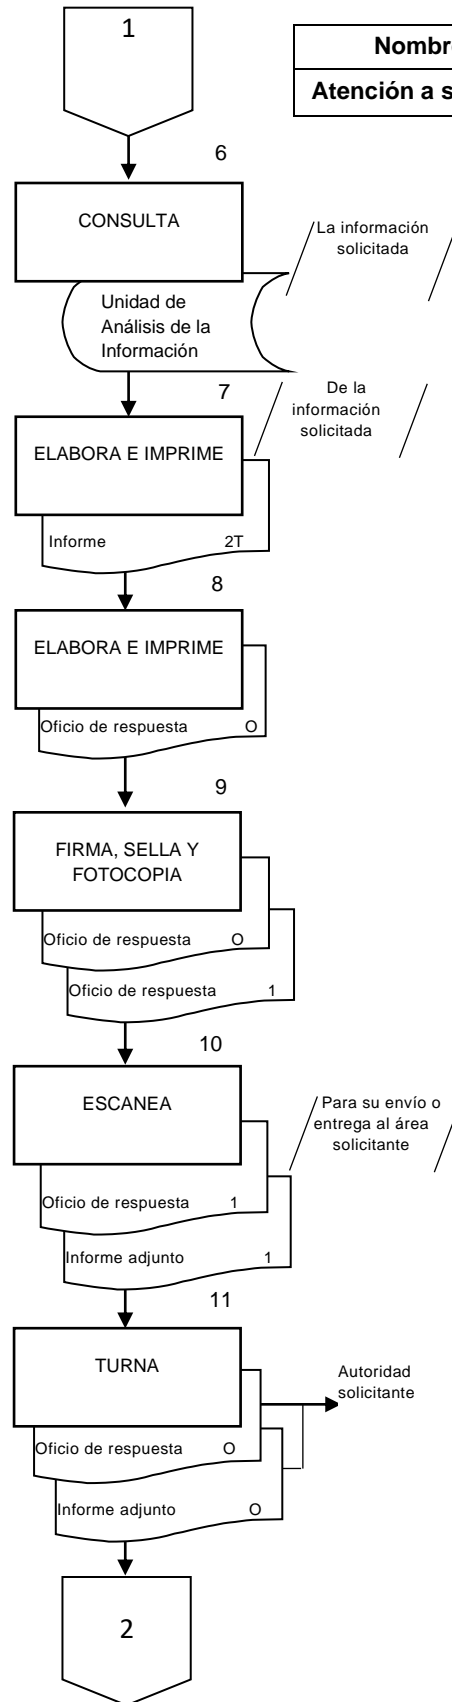 1
Nombr
Atención a s
6
CONSULTA
La información
solicitada
Unidad de
Análisis de la
Información
7
De la
información
solicitada
ELABORA E IMPRIME
Informe 2T
8
ELABORA E IMPRIME
Oficio de respuesta O
9
FIRMA, SELLA Y
FOTOCOPIA
Oficio de respuesta O
Oficio de respuesta 1
10
ESCANEA
Para su envío o
entrega al área
solicitante
Oficio de respuesta 1
Informe adjunto 1
11
TURNA
Autoridad
solicitante
Oficio de respuesta O
Informe adjunto O
2